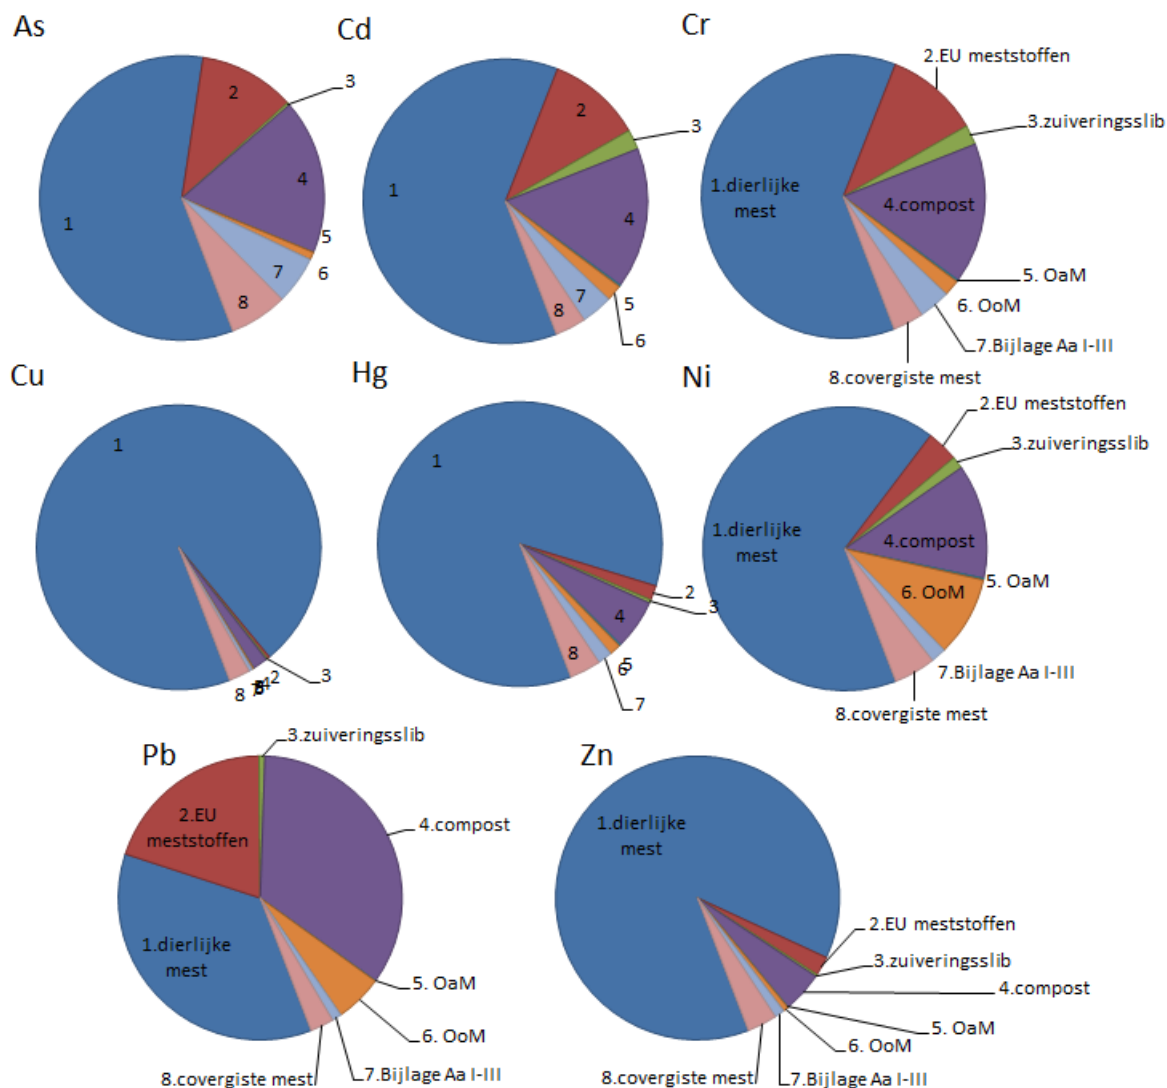 As
1
2
3
4
5
6
7
8
Cd
1
2
3
4
5
6
7
8
Cr
2.EU meststoffen
3.zuiveringsslib
1.dierlijke
mest
4.compost
5. OaM
6. OoM
7.Bijlage Aa I-III
8.covergiste mest
Cu
1
2
3
4
7
8
Hg
1
2
3
4
5
6
7
8
Ni
2.EU meststoffen
3.zuiveringsslib
1.dierlijke
mest
4.compost
5. OaM
6. OoM
7.Bijlage Aa I-III
8.covergiste mest
Pb
3.zuiveringsslib
2.EU
meststoffen
4.compost
1.dierlijke
mest
5. OaM
6. OoM
7.Bijlage Aa I-III
8.covergiste mest
Zn
1.dierlijke
mest
2.EU meststoffen
3.zuiveringsslib
4.compost
5. OaM
6. OoM
7.Bijlage Aa I-III
8.covergiste mest